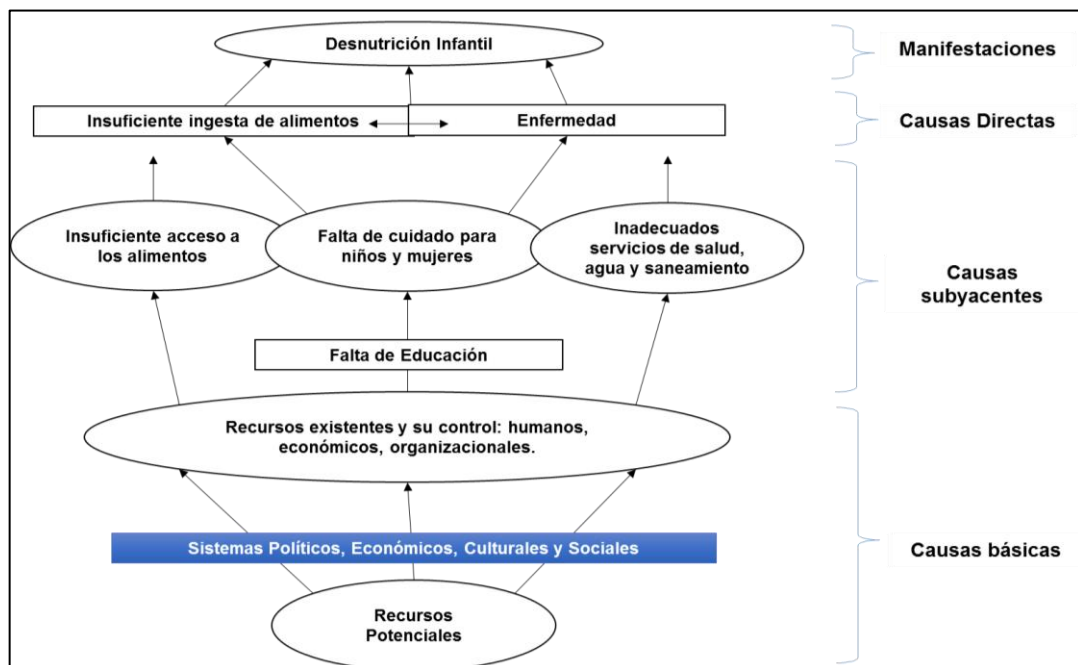 Desnutrición Infantil
Manifestaciones
Insuficiente ingesta de alimentos
Enfermedad
Causas Directas
Insuficiente acceso a
los alimentos
Falta de cuidado para
niños y mujeres
Inadecuados
servicios de salud,
agua y saneamiento
Causas
subyacentes
Falta de Educación
Recursos existentes y su control: humanos,
económicos, organizacionales.
Sistemas Políticos, Económicos, Culturales y Sociales
Causas básicas
Recursos
Potenciales